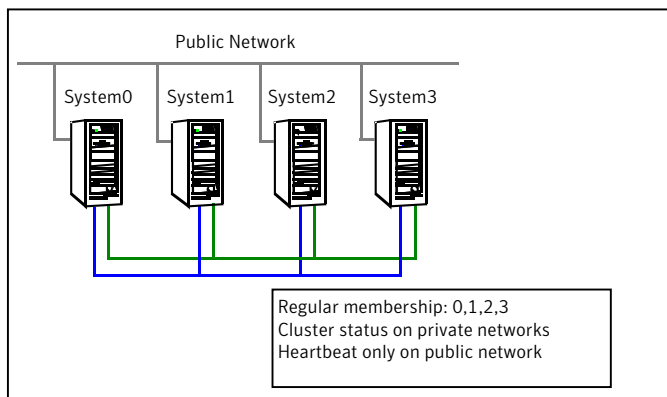 Public Network
System0 System1 System2 System3
Regular membership: 0,1,2,3
Cluster status on private networks
Heartbeat only on public network